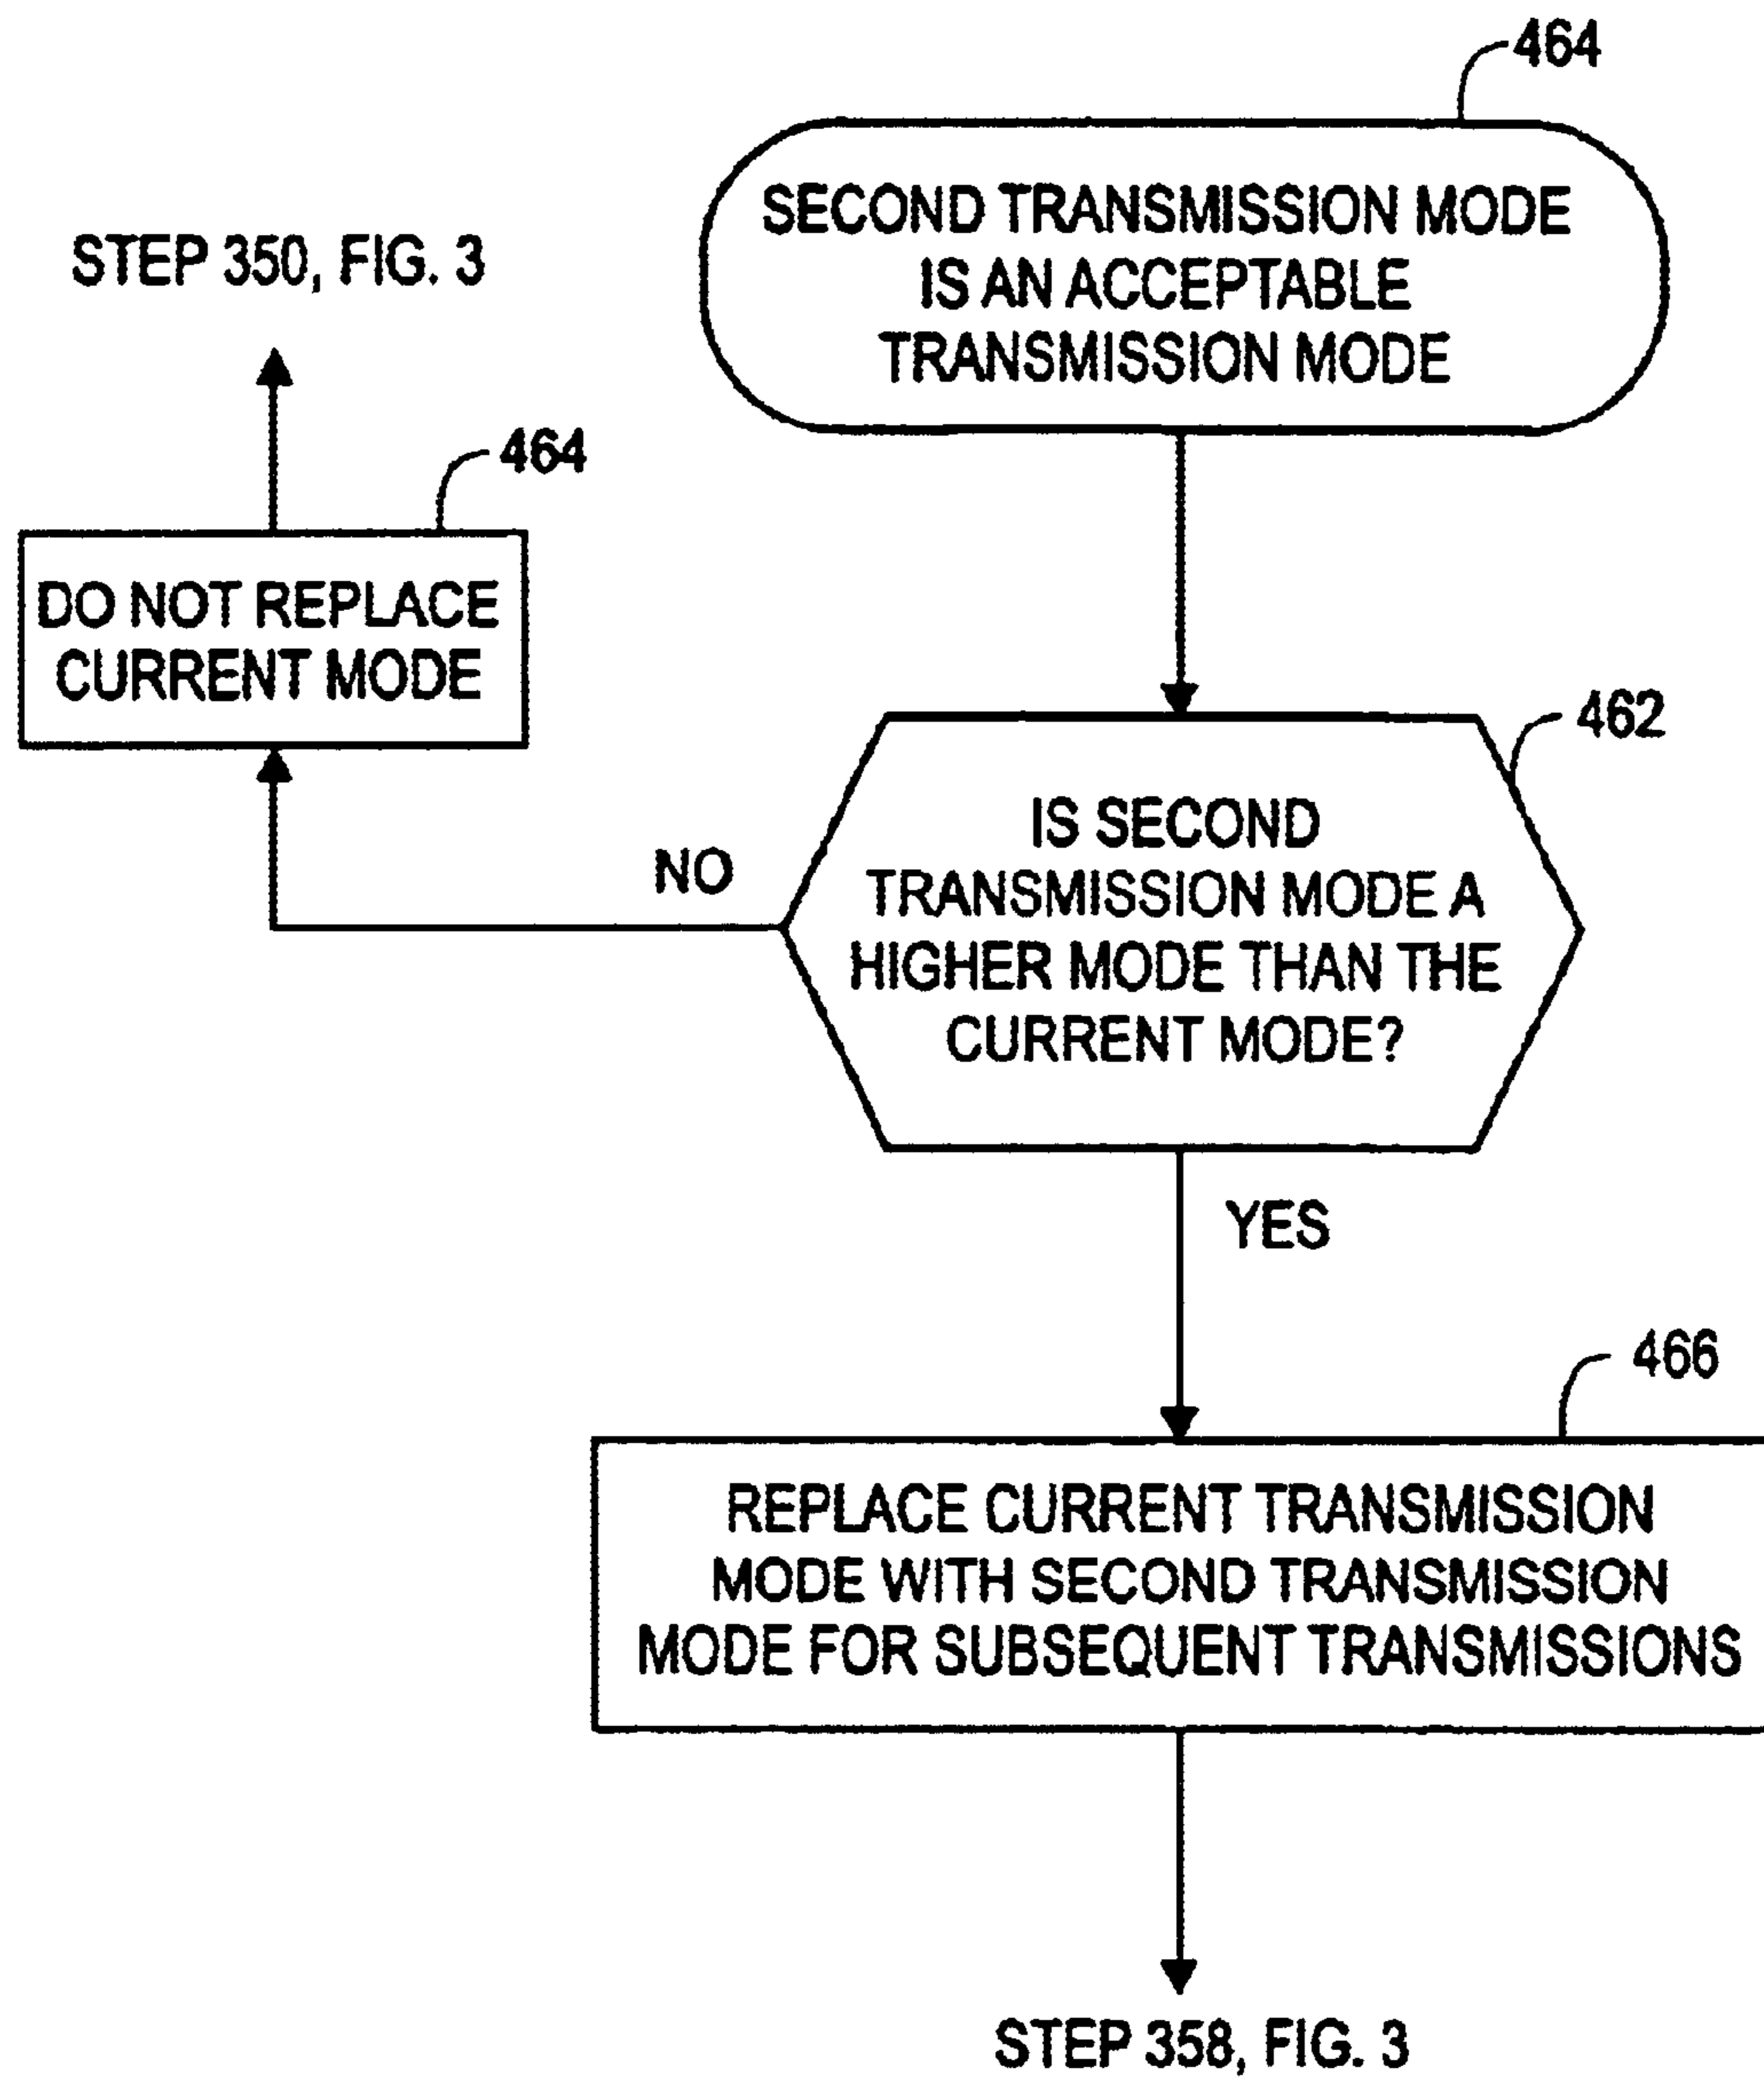 464
SECOND TRANSMISSION MODE
IS AN ACCEPTABLE
TRANSMISSION MODE
STEP 350, FIG. 3
464
DO NOT REPLACE
CURRENT MODE
462
IS SECOND
TRANSMISSION MODE A
HIGHER MODE THAN THE
CURRENT MODE?
NO
YES
466
REPLACE CURRENT TRANSMISSION
MODE WITH SECOND TRANSMISSION
MODE FOR SUBSEQUENT TRANSMISSIONS
STEP 358, FIG. 3